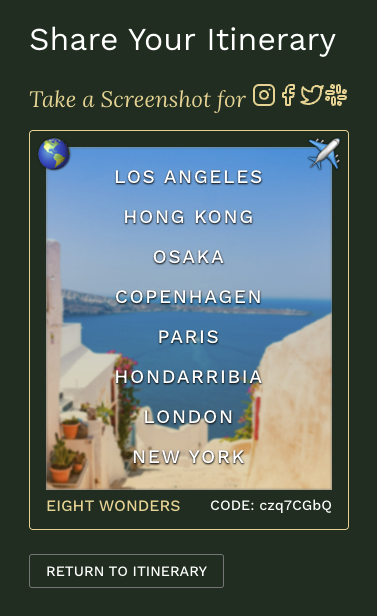 Share Your Itinerary
Take a Screenshot for
LOS ANGELES
HONG KONG
OSAKA
COPENHAGEN
PARIS
HONDARRIBIA
LONDON
NEW YORK
EIGHT WONDERS CODE: czq7CGbQ
RETURN TO ITINERARY